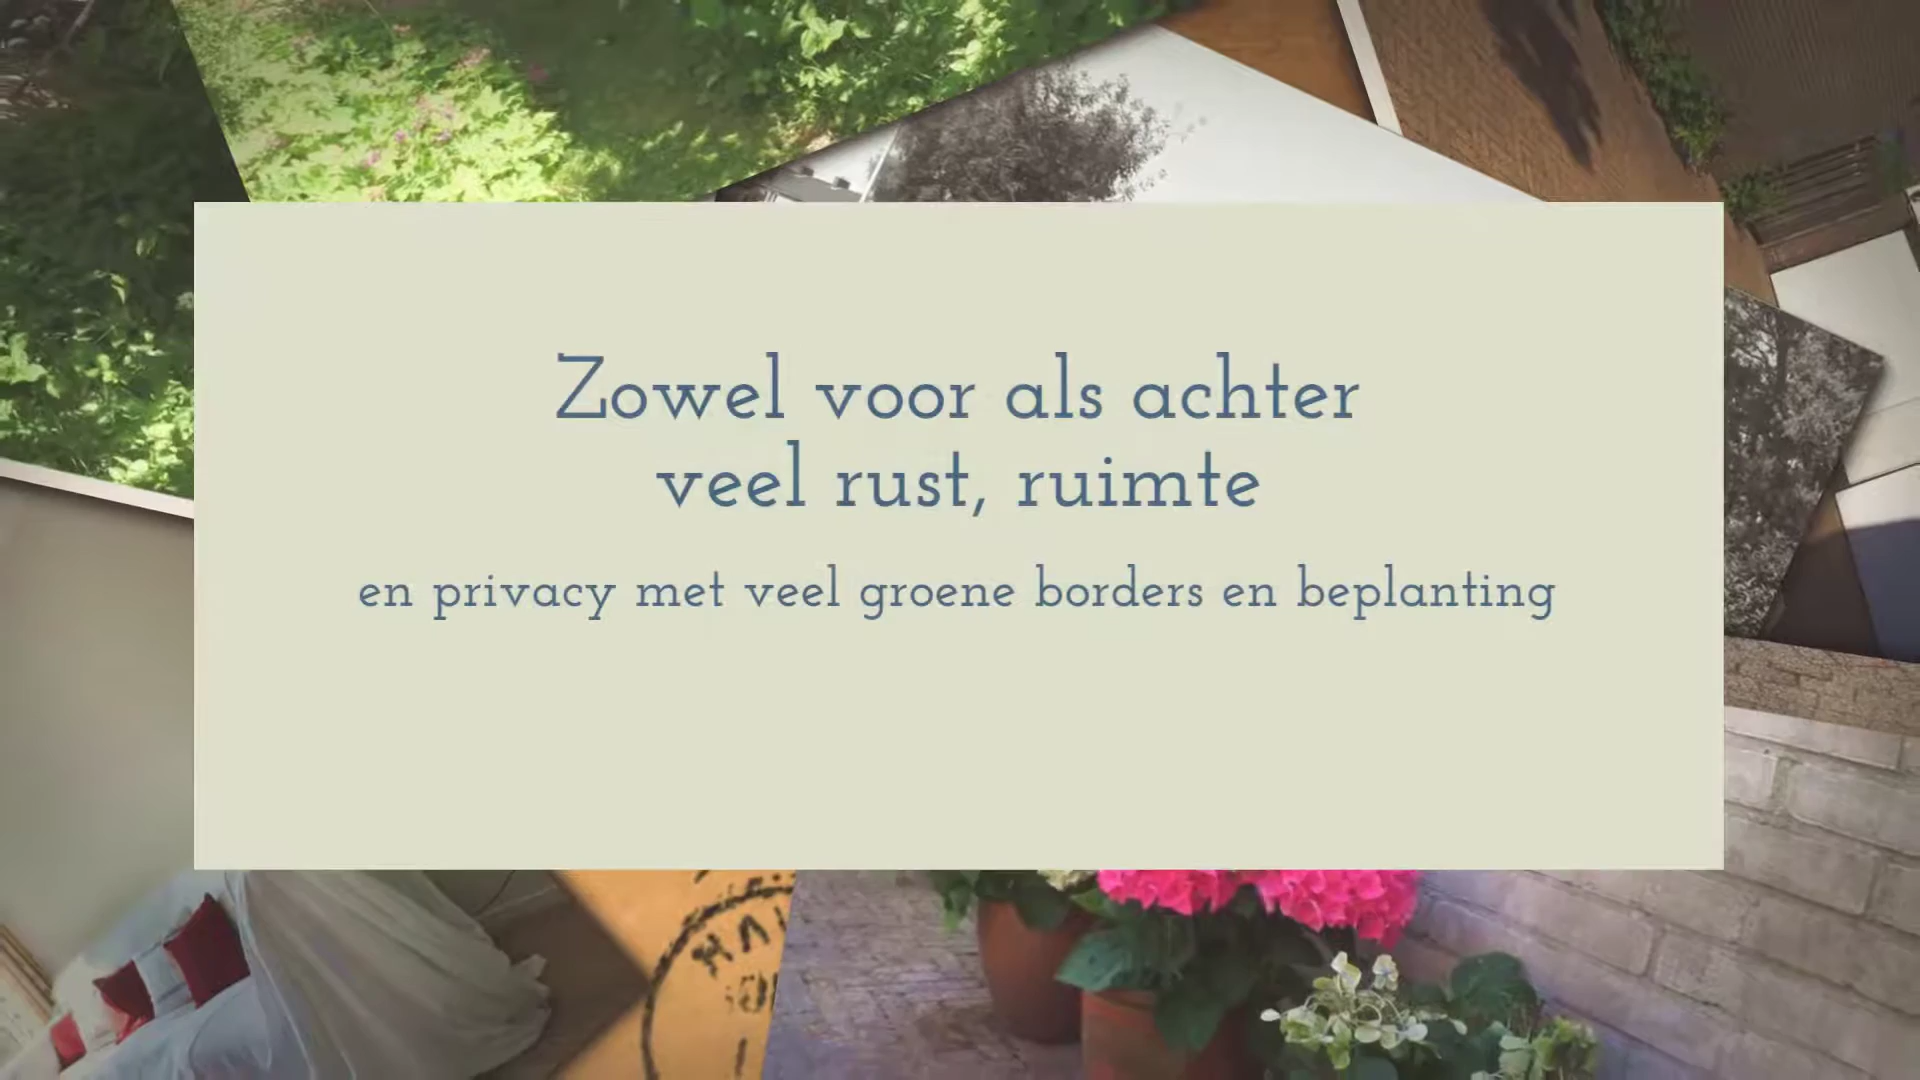 Zowel voor als achter
veel rust, ruimte
en privacy met veel groene borders en beplanting